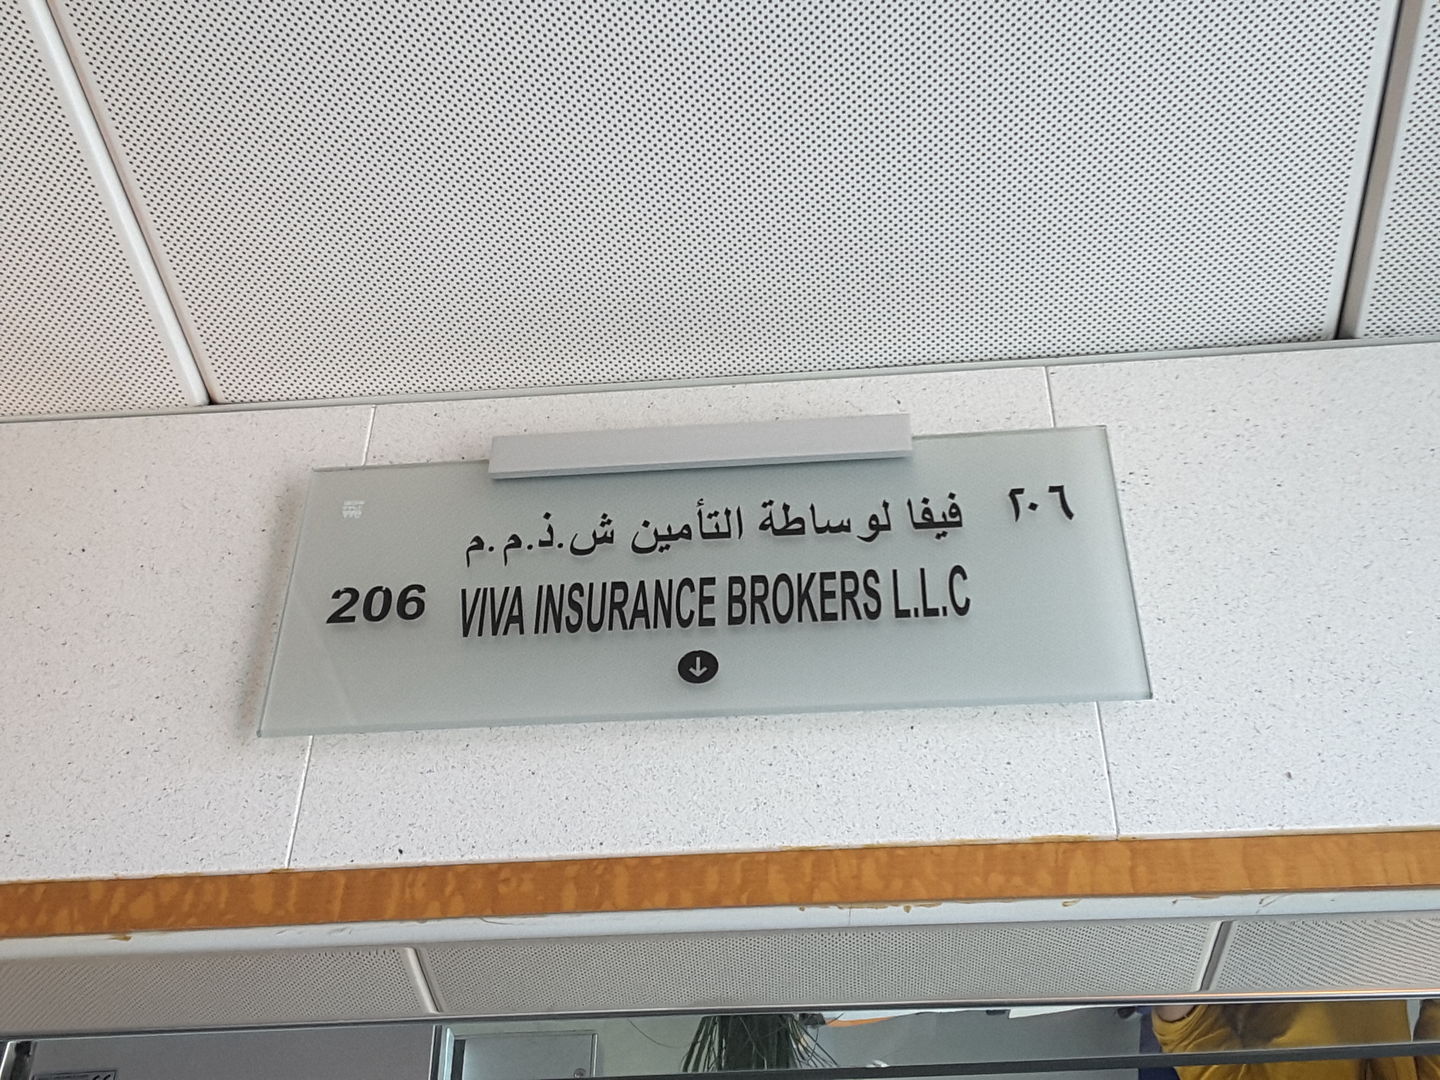 فيفا لوساطة التأمين ش.ذ.م.م ٢٠٦
206 VIVA INSURANCE BROKERS L.L.C